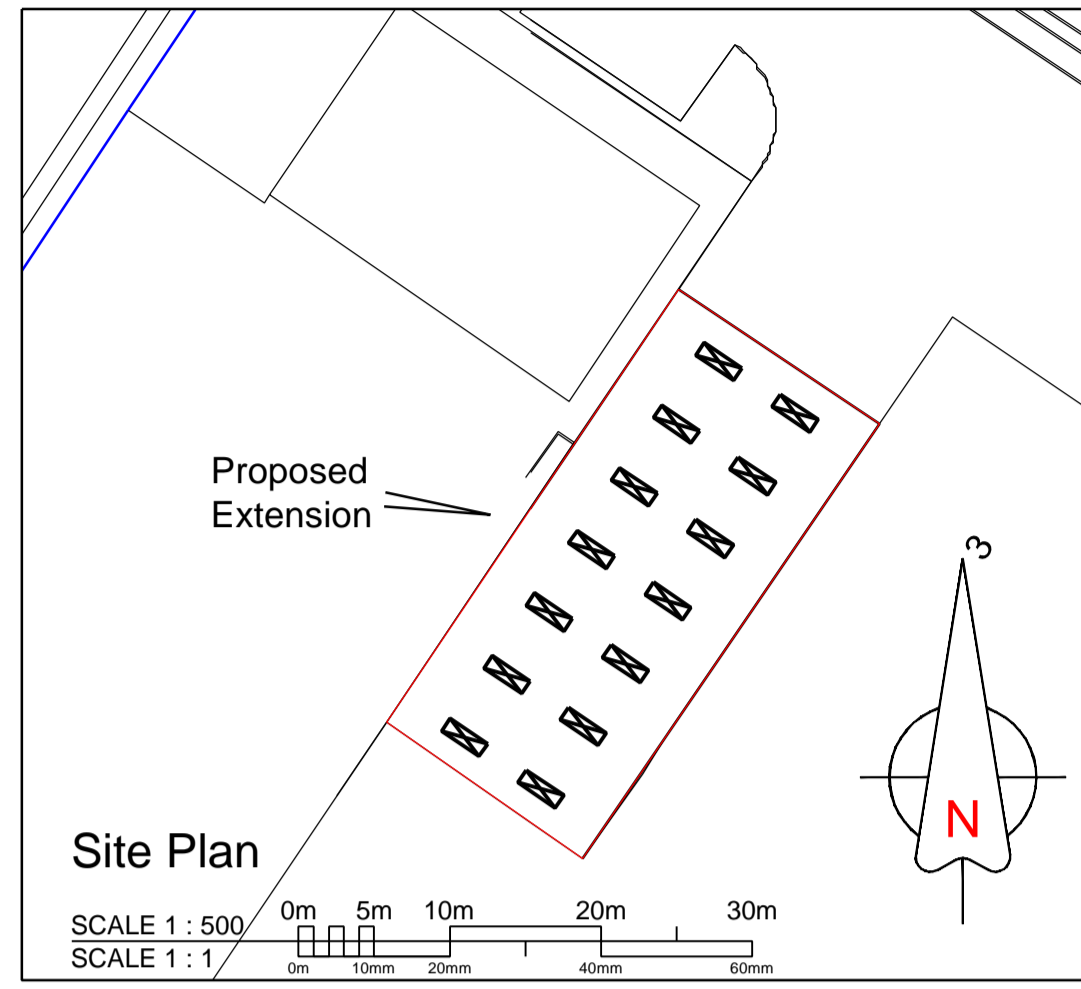 Proposed
Extension
3
N
Site Plan
SCALE 1 : 500
0m 5m 10m 20m 30m
SCALE 1 : 1
0m 10mm 20mm 40mm 60mm